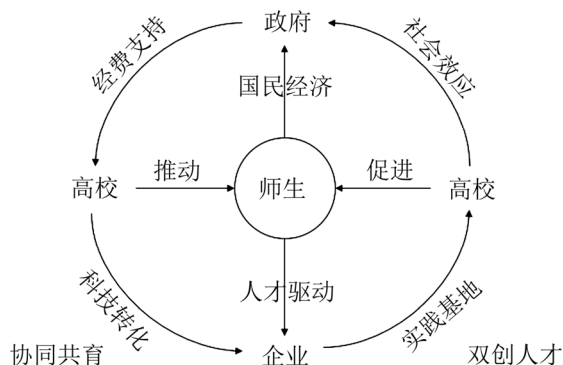 政府
经费支持
社会效应
国民经济
推动
促进
高校
师生
高校
人才驱动
科技转化
实践基地
协同共育
企业
双创人才